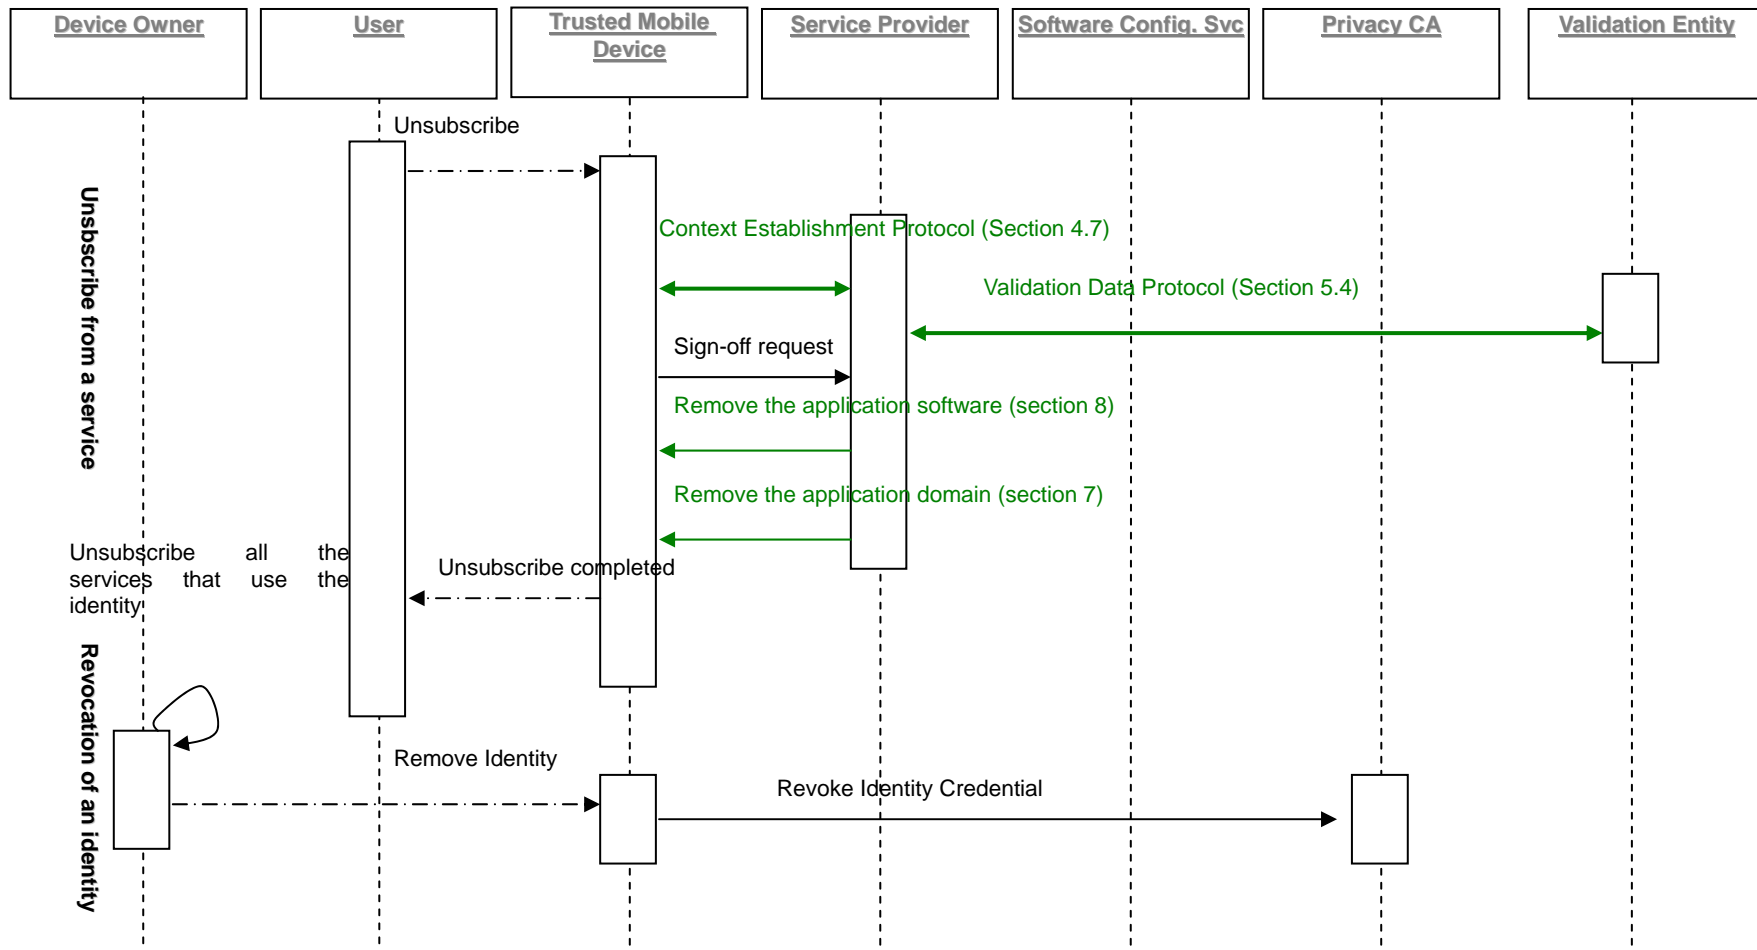 Device Owner
User
Trusted Mobile
Device
Service Provider
Software Config. Svc
Privacy CA
Validation Entity
Unsbscribe from a service
Unsubscribe
Context Establishment Protocol (Section 4.7)
Validation Data Protocol (Section 5.4)
Sign-off request
Remove the application software (section 8)
Remove the application domain (section 7)
Unsubscribe completed
Unsubscribe all the
services that use the
identity
Revocation of an identity
Remove Identity
Revoke Identity Credential